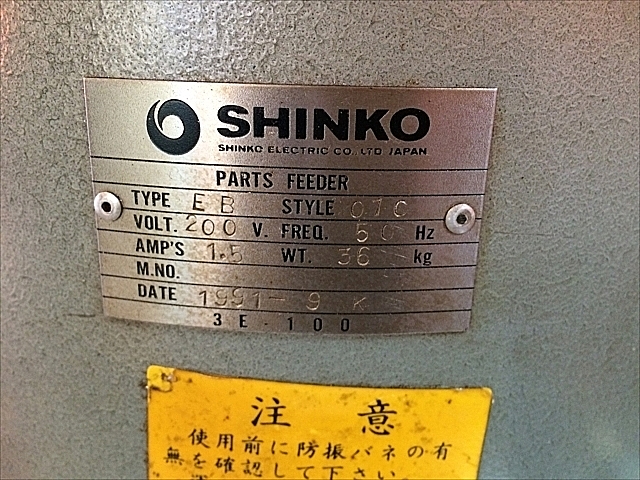 SHINKO
SHINKO ELECTRIC CO., LTD. JAPAN
PARTS FEEDER
TYPE EB STYLE 01C
VOLT. 200 V. FREQ. 50 Hz
AMP'S 1.5 WT. 36 kg
M.NO.
DATE 1991-9 K
3E-100
注意
使用前に防振バネの有
無を確認して下さい